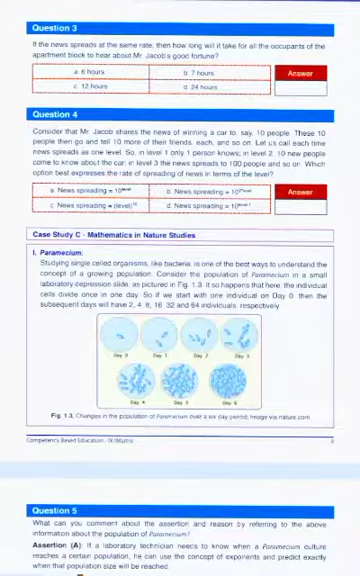 Question 3
If the news spreads at the same rate, then how long will it take for all the occupants of the
apartment block to hear about Mr. Jacob's good fortune?
a. 6 hours
b. 7 hours
Answer
c. 12 hours
d. 24 hours
Question 4
Consider that Mr. Jacob shares the news of winning a car to, say, 10 people. These 10
people then go and tell 10 more of their friends, each, and so on. Let us call each time
news spreads as one level. So, in level 1 only 1 person knows; in level 2, 10 new people
come to know about the car; in level 3 the news spreads to 100 people and so on. Which
option best expresses the rate of spreading of news in terms of the level?
a. News spreading = 10
b. News spreading = 10
Answer
c. News spreading = (level)¹⁰
d. News spreading = 10
Case Study C - Mathematics in Nature Studies
I. Paramecium:
Studying single celled organisms, like bacteria, is one of the best ways to understand the
concept of a growing population. Consider the population of Paramecium in a small
laboratory depression slide, as pictured in Fig. 1.3. It so happens that here, the individual
cells divide once in one day. So if we start with one individual on Day 0, then the
subsequent days will have 2, 4, 8, 16, 32 and 64 individuals, respectively
Day 0 Day 1 Day 2 Day 3
Day 4 Day 5 Day 6
Fig. 1.3, Changes in the population of Paramecium over a six day period; Image via nature.com
Competency Based Education - IX (Maths)
Question 5
What can you comment about the assertion and reason by referring to the above
information about the population of Paramecium?
Assertion (A): If a laboratory technician needs to know when a Paramecium culture
reaches a certain population, he can use the concept of exponents and predict exactly
when that population size will be reached.